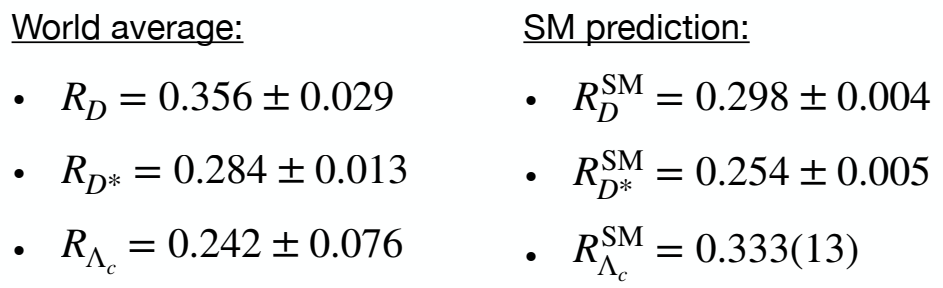 World average:
• R_D = 0.356 ± 0.029
• R_{D*} = 0.284 ± 0.013
• R_{Λ_c} = 0.242 ± 0.076
SM prediction:
• R_D^{SM} = 0.298 ± 0.004
• R_{D*}^{SM} = 0.254 ± 0.005
• R_{Λ_c}^{SM} = 0.333(13)